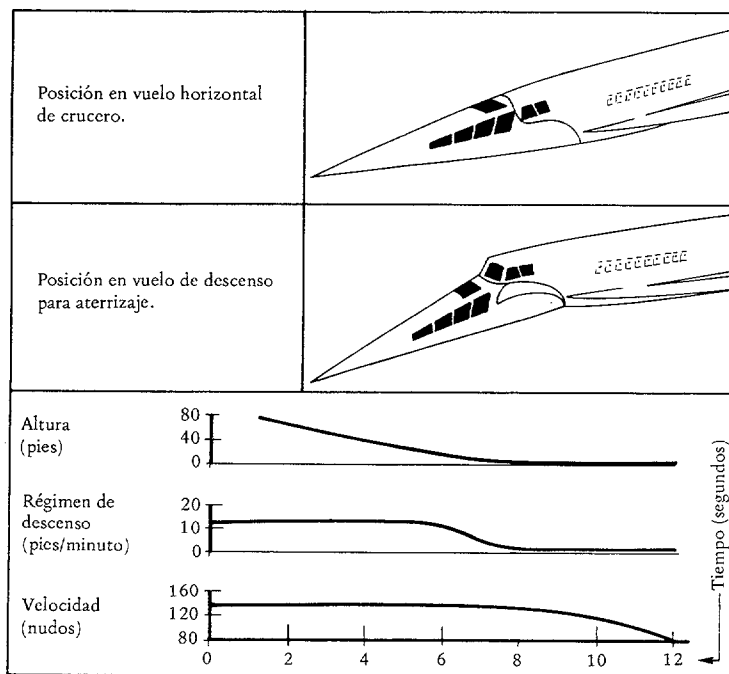 Posición en vuelo horizontal
de crucero.
Posición en vuelo de descenso
para aterrizaje.
Altura
(pies)
80
40
0
Régimen de
descenso
(pies/minuto)
20
10
0
Velocidad
(nudos)
160
120
80
0 2 4 6 8 10 12
Tiempo (segundos)